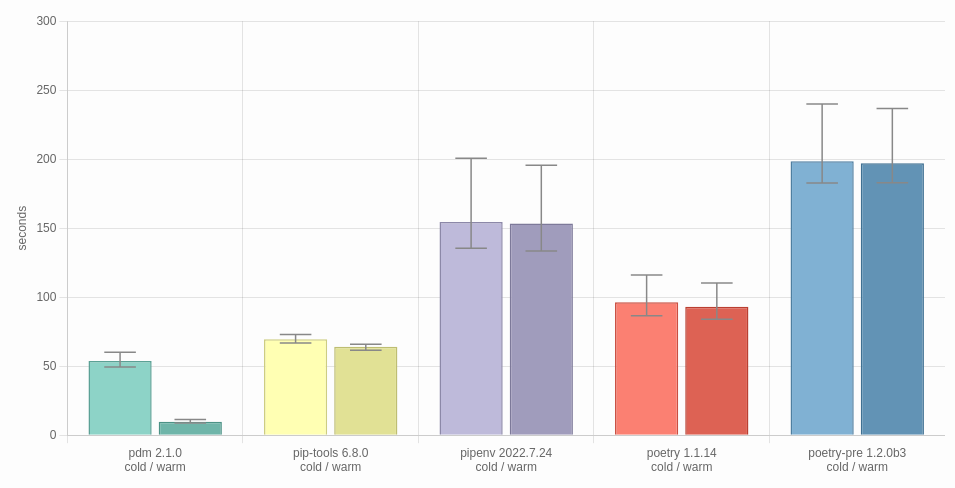 300
250
200
150
100
50
0
seconds
pdm 2.1.0
cold / warm
pip-tools 6.8.0
cold / warm
pipenv 2022.7.24
cold / warm
poetry 1.1.14
cold / warm
poetry-pre 1.2.0b3
cold / warm